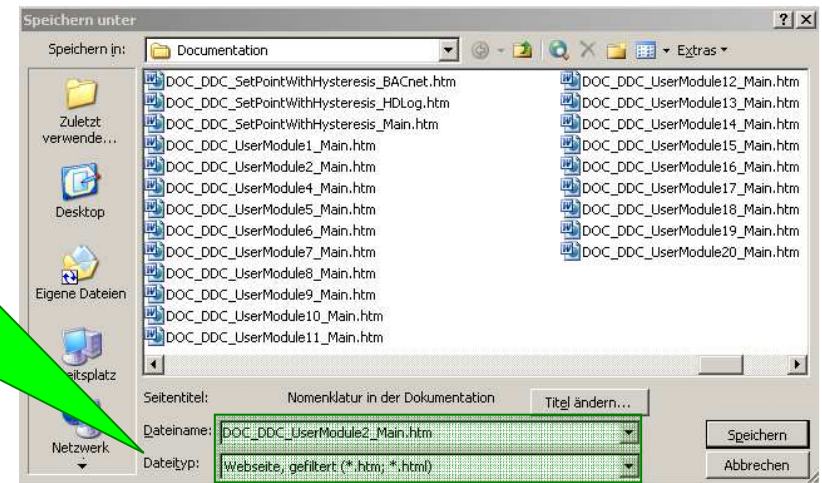 Speichern unter
Speichern in:
Documentation
Extras
Zuletzt
verwende...
Desktop
Eigene Dateien
eitsplatz
Netzwerk
DOC_DDC_SetPointWithHysteresis_BACnet.htm
DOC_DDC_SetPointWithHysteresis_HDLog.htm
DOC_DDC_SetPointWithHysteresis_Main.htm
DOC_DDC_UserModule1_Main.htm
DOC_DDC_UserModule2_Main.htm
DOC_DDC_UserModule4_Main.htm
DOC_DDC_UserModule5_Main.htm
DOC_DDC_UserModule6_Main.htm
DOC_DDC_UserModule7_Main.htm
DOC_DDC_UserModule8_Main.htm
DOC_DDC_UserModule9_Main.htm
DOC_DDC_UserModule10_Main.htm
DOC_DDC_UserModule11_Main.htm
DOC_DDC_UserModule12_Main.htm
DOC_DDC_UserModule13_Main.htm
DOC_DDC_UserModule14_Main.htm
DOC_DDC_UserModule15_Main.htm
DOC_DDC_UserModule16_Main.htm
DOC_DDC_UserModule17_Main.htm
DOC_DDC_UserModule18_Main.htm
DOC_DDC_UserModule19_Main.htm
DOC_DDC_UserModule20_Main.htm
Seitentitel: Nomenklatur in der Dokumentation Titel ändern...
Dateiname: DOC_DDC_UserModule2_Main.htm
Speichern
Dateityp: Webseite, gefiltert (*.htm; *.html)
Abbrechen